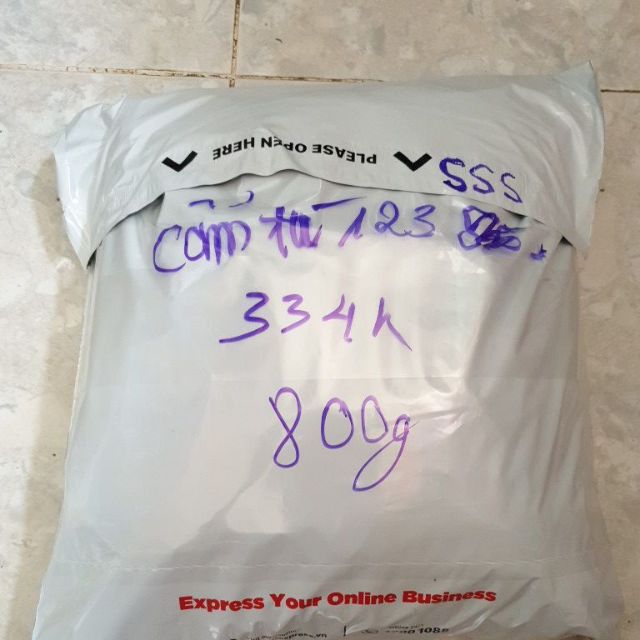 PLEASE OPEN HERE
SSS
cẩm tú 123
334k
800g
Express Your Online Business